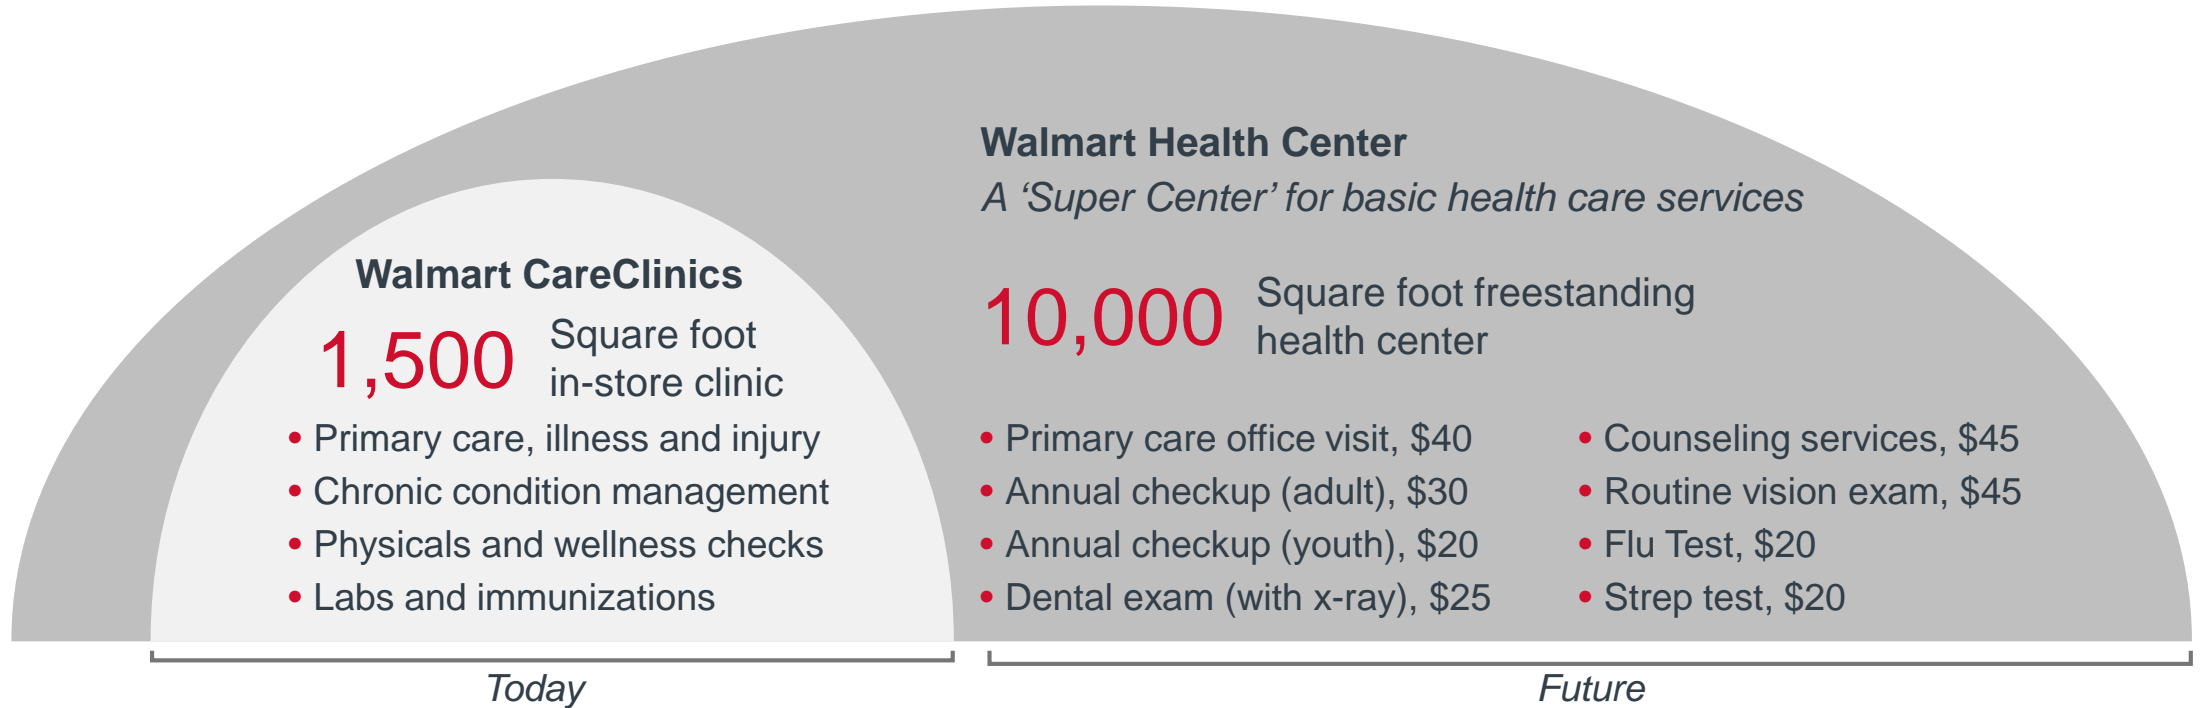 Walmart CareClinics
1,500
Square foot
in-store clinic
• Primary care, illness and injury
• Chronic condition management
• Physicals and wellness checks
• Labs and immunizations
Today
Walmart Health Center
A ‘Super Center’ for basic health care services
10,000
Square foot freestanding
health center
• Primary care office visit, $40
• Annual checkup (adult), $30
• Annual checkup (youth), $20
• Dental exam (with x-ray), $25
• Counseling services, $45
• Routine vision exam, $45
• Flu Test, $20
• Strep test, $20
Future